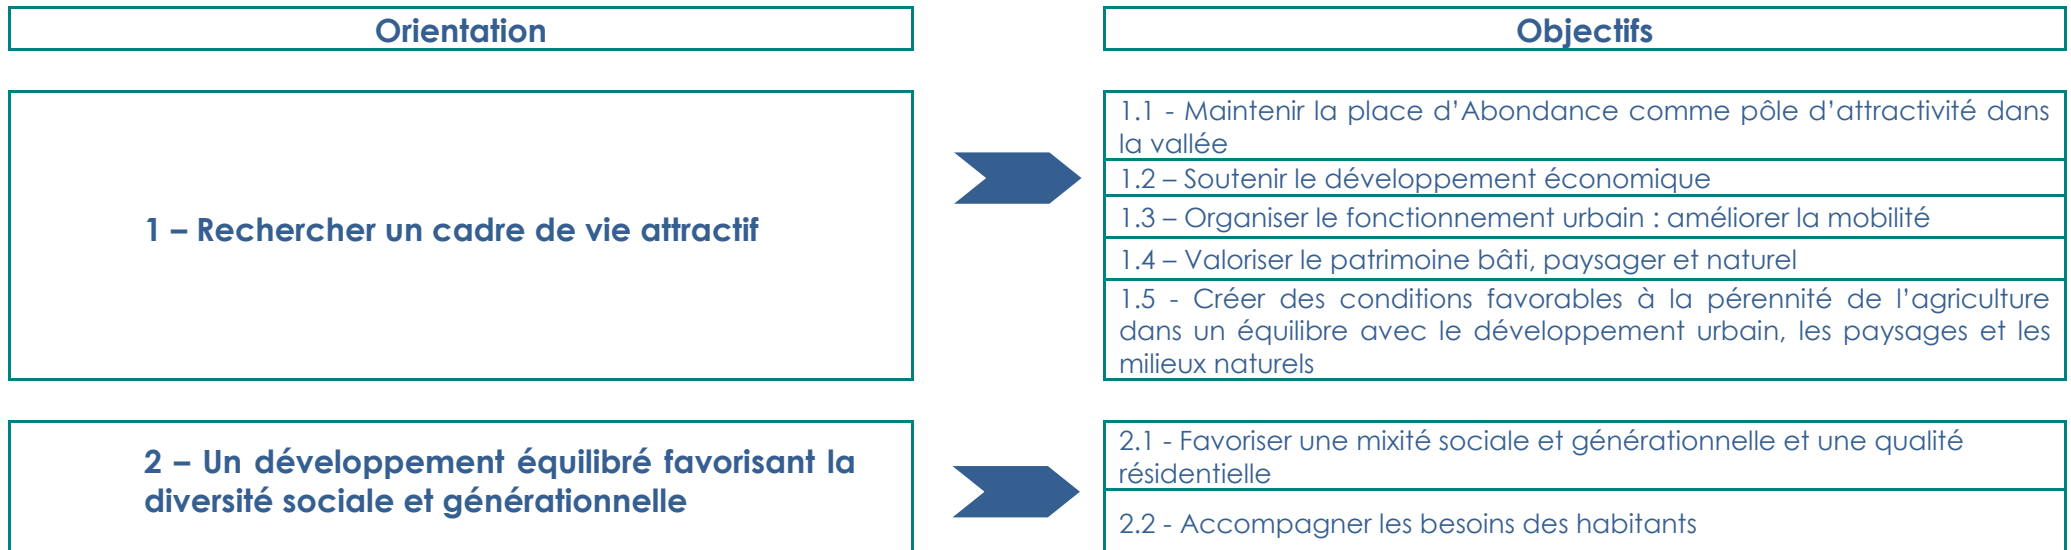 Orientation
Objectifs
1 – Rechercher un cadre de vie attractif
1.1 - Maintenir la place d’Abondance comme pôle d’attractivité dans
la vallée
1.2 – Soutenir le développement économique
1.3 – Organiser le fonctionnement urbain : améliorer la mobilité
1.4 – Valoriser le patrimoine bâti, paysager et naturel
1.5 - Créer des conditions favorables à la pérennité de l’agriculture
dans un équilibre avec le développement urbain, les paysages et les
milieux naturels
2 – Un développement équilibré favorisant la
diversité sociale et générationnelle
2.1 - Favoriser une mixité sociale et générationnelle et une qualité
résidentielle
2.2 - Accompagner les besoins des habitants